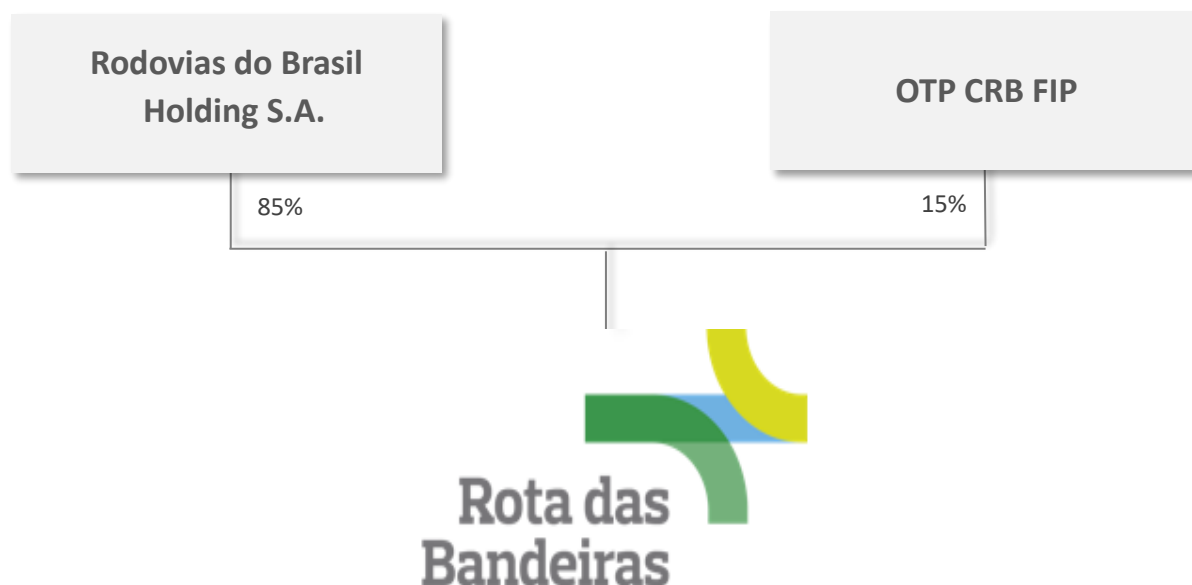 Rodovias do Brasil
Holding S.A.
OTP CRB FIP
85%
15%
Rota das
Bandeiras